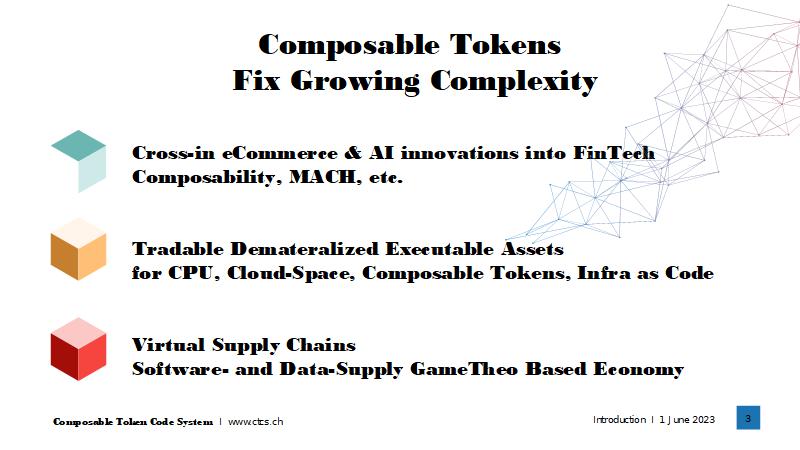 Composable Tokens
Fix Growing Complexity
Cross-in eCommerce & AI innovations into FinTech
Composability, MACH, etc.
Tradable Demateralized Executable Assets
for CPU, Cloud-Space, Composable Tokens, Infra as Code
Virtual Supply Chains
Software- and Data-Supply GameTheo Based Economy
Composable Token Code System | www.ctcs.ch
Introduction | 1 June 2023
3